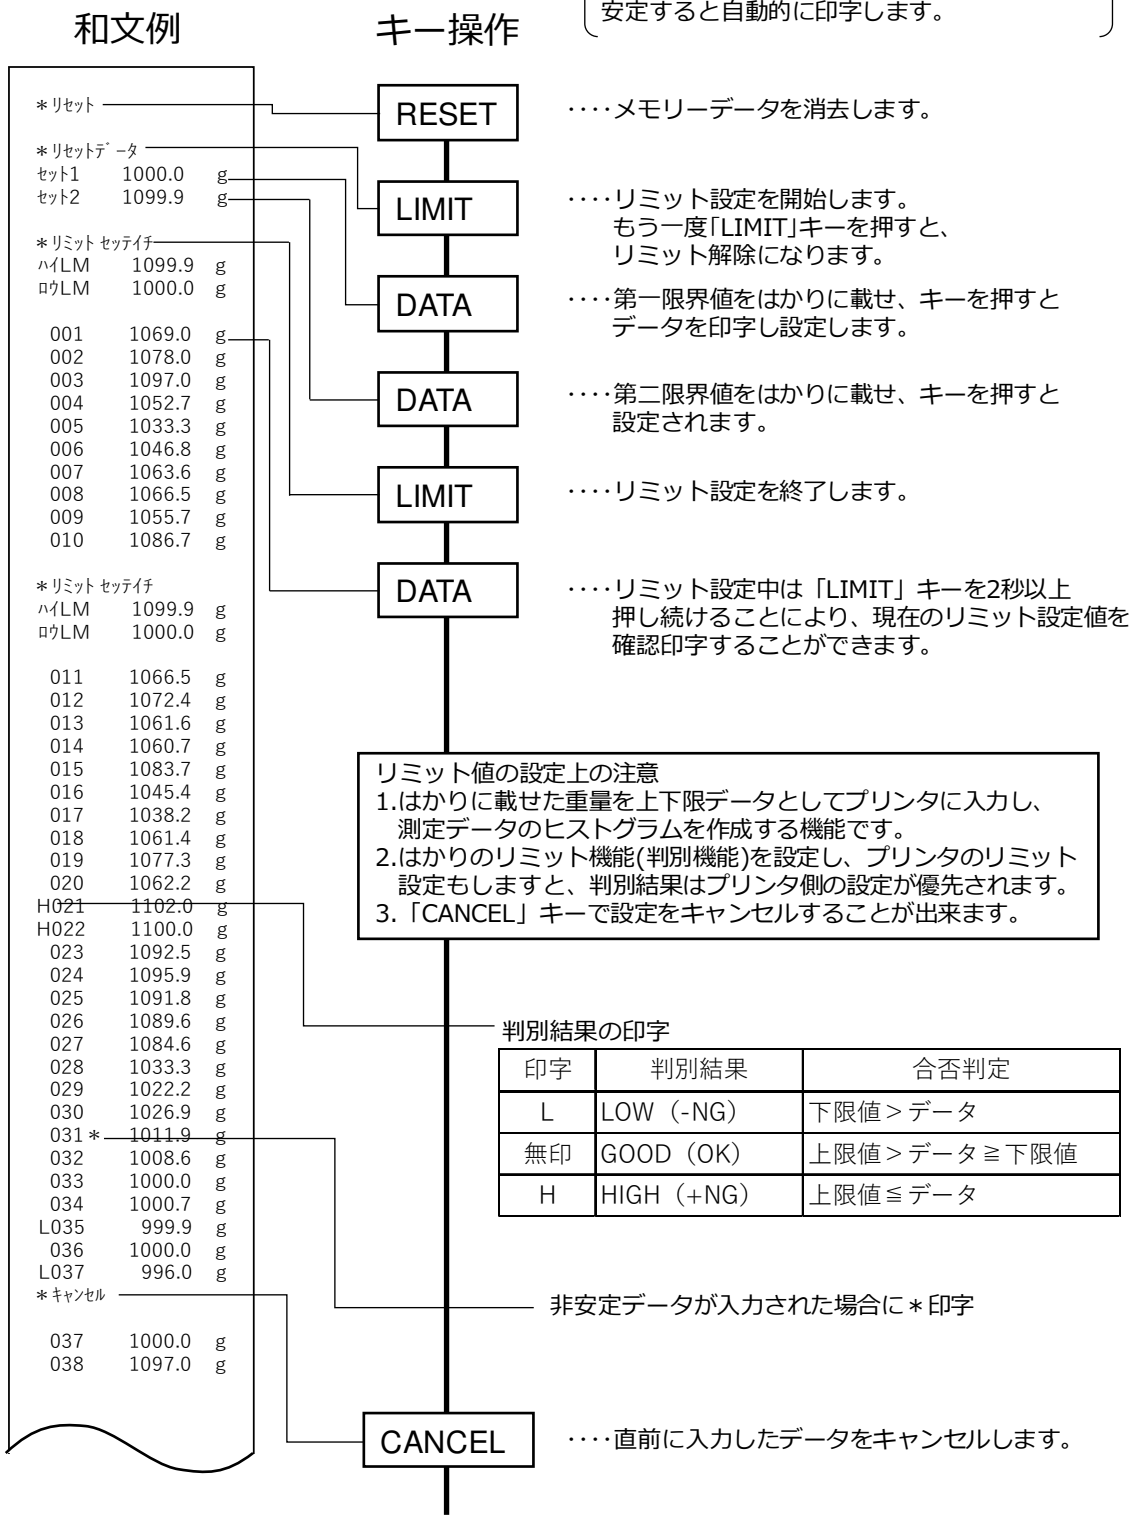 安定すると自動的に印字します。
和文例
キー操作
＊ﾘｾｯﾄ
＊ﾘｾｯﾄﾃﾞｰﾀ
ｾｯﾄ1 1000.0 g
ｾｯﾄ2 1099.9 g
＊ﾘﾐｯﾄ ｾｯﾃｲﾁ
ﾊｲLM 1099.9 g
ﾛｳLM 1000.0 g
001 1069.0 g
002 1078.0 g
003 1097.0 g
004 1052.7 g
005 1033.3 g
006 1046.8 g
007 1063.6 g
008 1066.5 g
009 1055.7 g
010 1086.7 g
＊ﾘﾐｯﾄ ｾｯﾃｲﾁ
ﾊｲLM 1099.9 g
ﾛｳLM 1000.0 g
011 1066.5 g
012 1072.4 g
013 1061.6 g
014 1060.7 g
015 1083.7 g
016 1045.4 g
017 1038.2 g
018 1061.4 g
019 1077.3 g
020 1062.2 g
H021 1102.0 g
H022 1100.0 g
023 1092.5 g
024 1095.9 g
025 1091.8 g
026 1089.6 g
027 1084.6 g
028 1033.3 g
029 1022.2 g
030 1026.9 g
031＊ 1011.9 g
032 1008.6 g
033 1000.0 g
034 1000.7 g
L035 999.9 g
036 1000.0 g
L037 996.0 g
＊ｷｬﾝｾﾙ
037 1000.0 g
038 1097.0 g
RESET ････メモリーデータを消去します。
LIMIT ････リミット設定を開始します。
もう一度｢LIMIT｣キーを押すと、
リミット解除になります。
DATA ････第一限界値をはかりに載せ、キーを押すと
データを印字し設定します。
DATA ････第二限界値をはかりに載せ、キーを押すと
設定されます。
LIMIT ････リミット設定を終了します。
DATA ････リミット設定中は「LIMIT」キーを2秒以上
押し続けることにより、現在のリミット設定値を
確認印字することができます。
リミット値の設定上の注意
1.はかりに載せた重量を上下限データとしてプリンタに入力し、
測定データのヒストグラムを作成する機能です。
2.はかりのリミット機能(判別機能)を設定し、プリンタのリミット
設定もしますと、判別結果はプリンタ側の設定が優先されます。
3.「CANCEL」キーで設定をキャンセルすることが出来ます。
判別結果の印字
印字 判別結果 合否判定
L LOW（-NG） 下限値＞データ
無印 GOOD（OK） 上限値＞データ≧下限値
H HIGH（+NG） 上限値≦データ
非安定データが入力された場合に＊印字
CANCEL ････直前に入力したデータをキャンセルします。